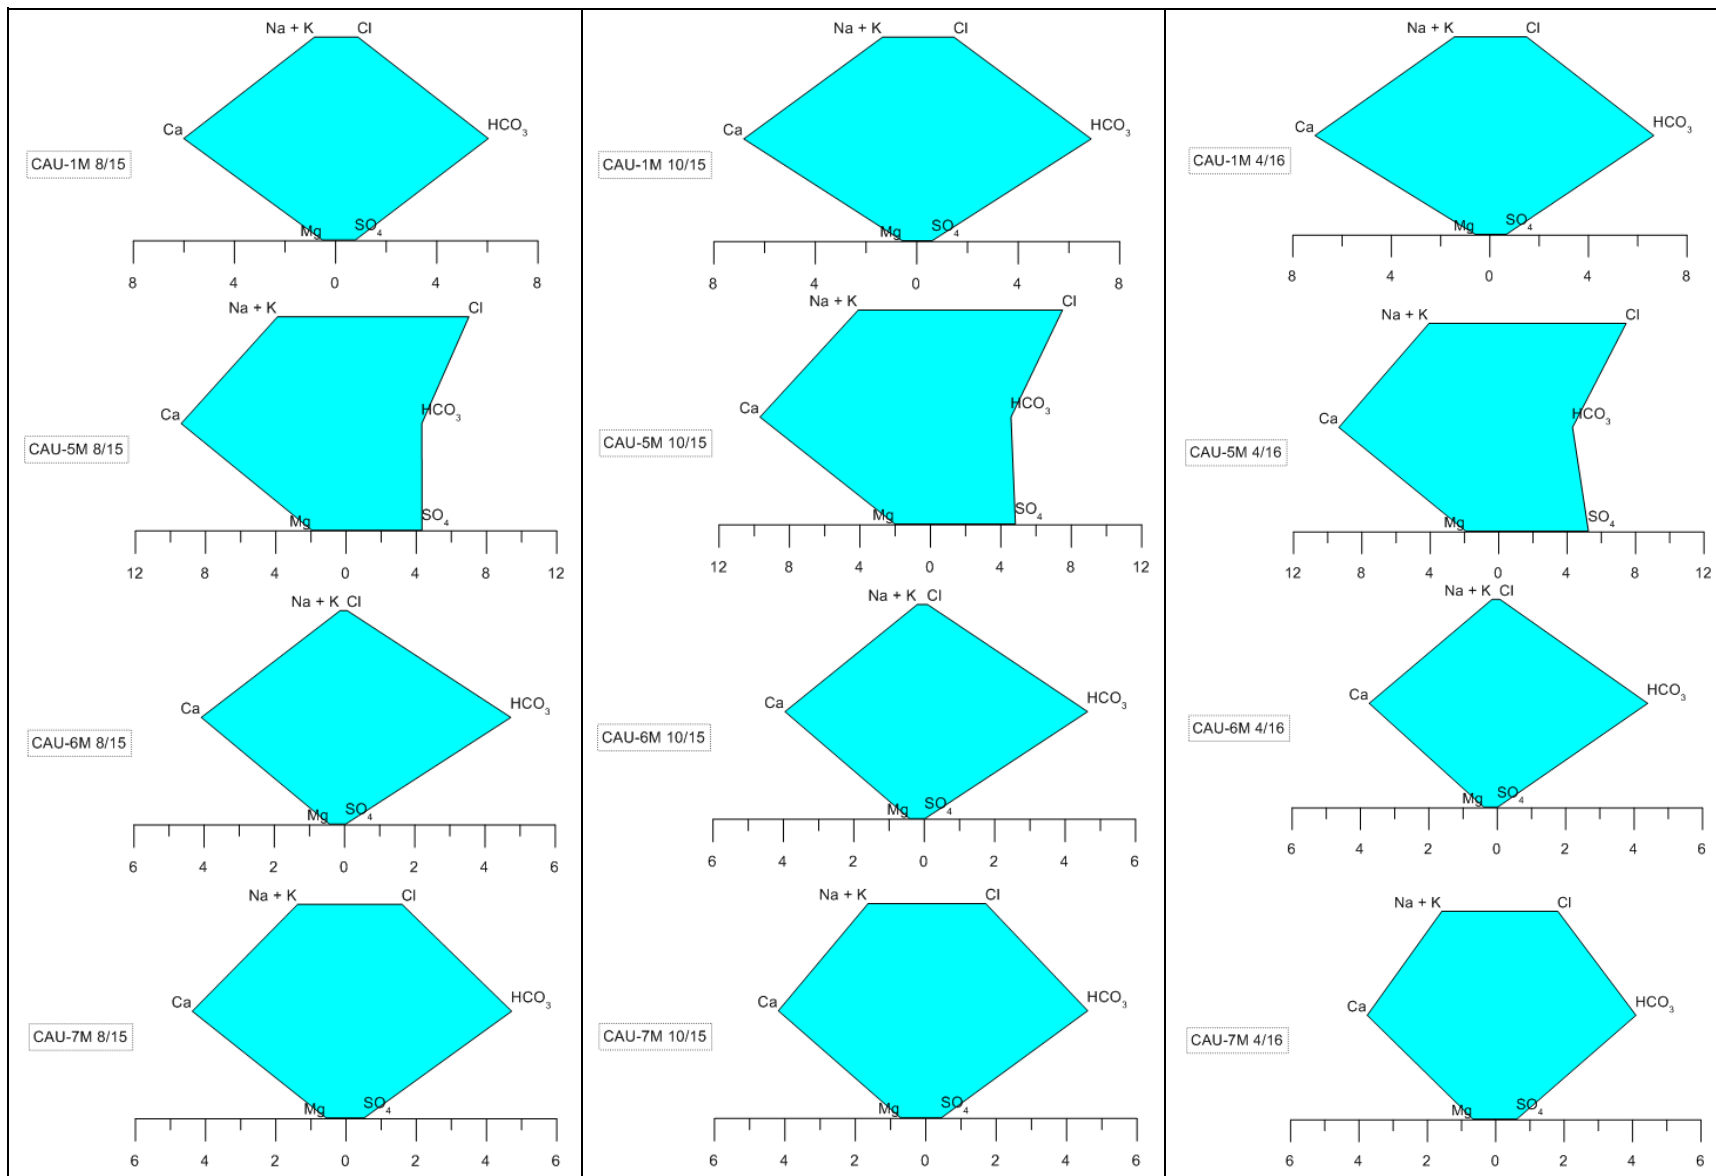 Na + K Cl
Ca HCO₃
CAU-1M 8/15
Mg SO₄
8 4 0 4 8
Na + K Cl
Ca HCO₃
CAU-1M 10/15
Mg SO₄
8 4 0 4 8
Na + K Cl
Ca HCO₃
CAU-1M 4/16
Mg SO₄
8 4 0 4 8
Na + K Cl
Ca HCO₃
CAU-5M 8/15
Mg SO₄
12 8 4 0 4 8 12
Na + K Cl
Ca HCO₃
CAU-5M 10/15
Mg SO₄
12 8 4 0 4 8 12
Na + K Cl
Ca HCO₃
CAU-5M 4/16
Mg SO₄
12 8 4 0 4 8 12
Na + K Cl
Ca HCO₃
CAU-6M 8/15
Mg SO₄
6 4 2 0 2 4 6
Na + K Cl
Ca HCO₃
CAU-6M 10/15
Mg SO₄
6 4 2 0 2 4 6
Na + K Cl
Ca HCO₃
CAU-6M 4/16
Mg SO₄
6 4 2 0 2 4 6
Na + K Cl
Ca HCO₃
CAU-7M 8/15
Mg SO₄
6 4 2 0 2 4 6
Na + K Cl
Ca HCO₃
CAU-7M 10/15
Mg SO₄
6 4 2 0 2 4 6
Na + K Cl
Ca HCO₃
CAU-7M 4/16
Mg SO₄
6 4 2 0 2 4 6